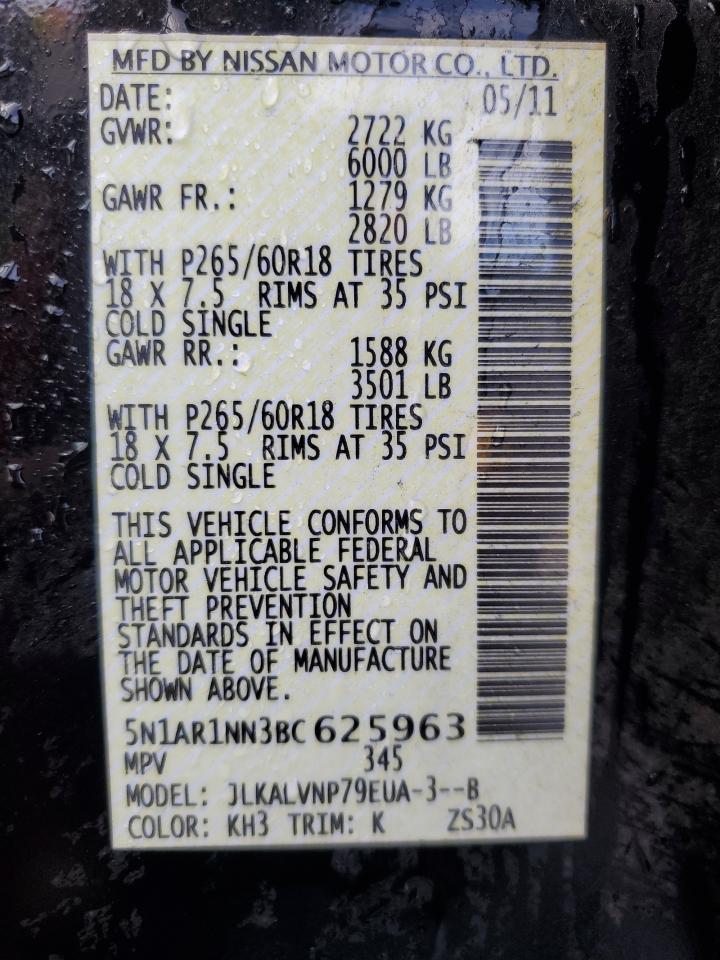 MFD BY NISSAN MOTOR CO., LTD.
DATE: 05/11
GVWR: 2722 KG
6000 LB
GAWR FR.: 1279 KG
2820 LB
WITH P265/60R18 TIRES
18 X 7.5 RIMS AT 35 PSI
COLD SINGLE
GAWR RR.: 1588 KG
3501 LB
WITH P265/60R18 TIRES
18 X 7.5 RIMS AT 35 PSI
COLD SINGLE
THIS VEHICLE CONFORMS TO
ALL APPLICABLE FEDERAL
MOTOR VEHICLE SAFETY AND
THEFT PREVENTION
STANDARDS IN EFFECT ON
THE DATE OF MANUFACTURE
SHOWN ABOVE.
5N1AR1NN3BC625963
MPV 345
MODEL: JLKALVNP79EUA-3--B
COLOR: KH3 TRIM: K ZS30A